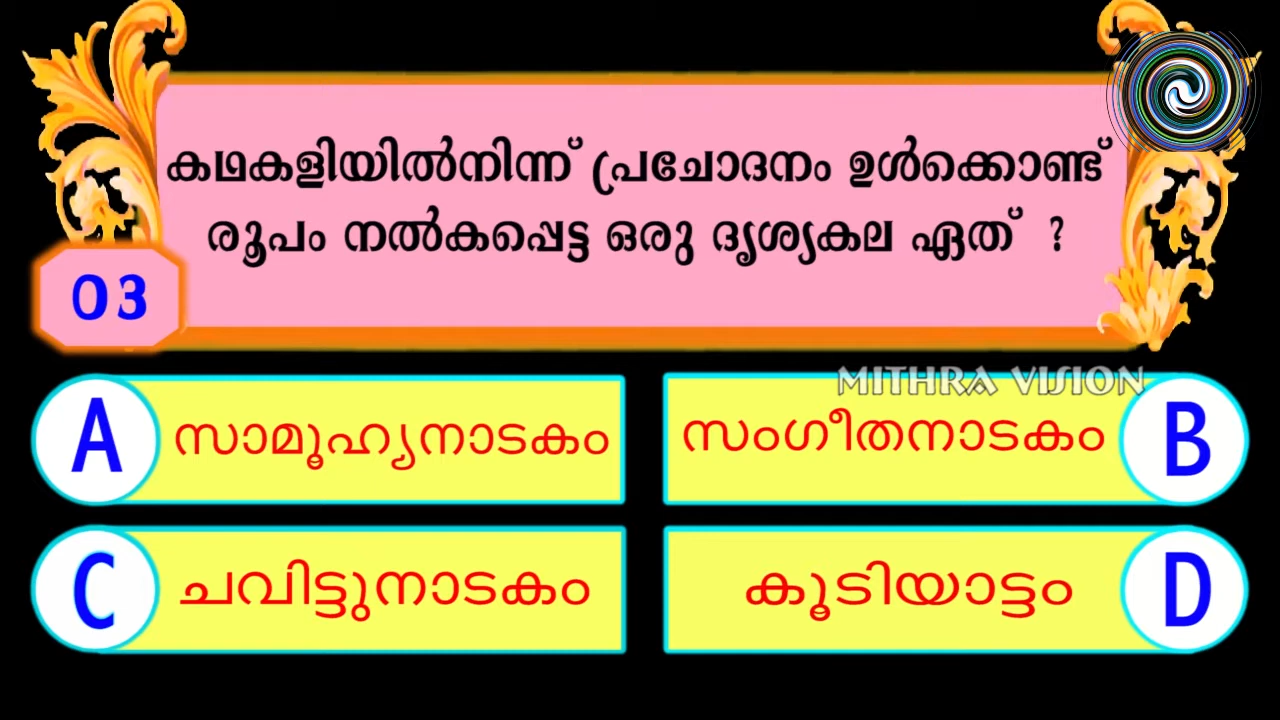 കഥകളിയിൽനിന്ന് പ്രചോദനം ഉൾക്കൊണ്ട്
രൂപം നൽകപ്പെട്ട ഒരു ദൃശ്യകല ഏത് ?
03
MITHRA VISION
A സാമൂഹ്യനാടകം
സംഗീതനാടകം B
C ചവിട്ടുനാടകം
കൂടിയാട്ടം D